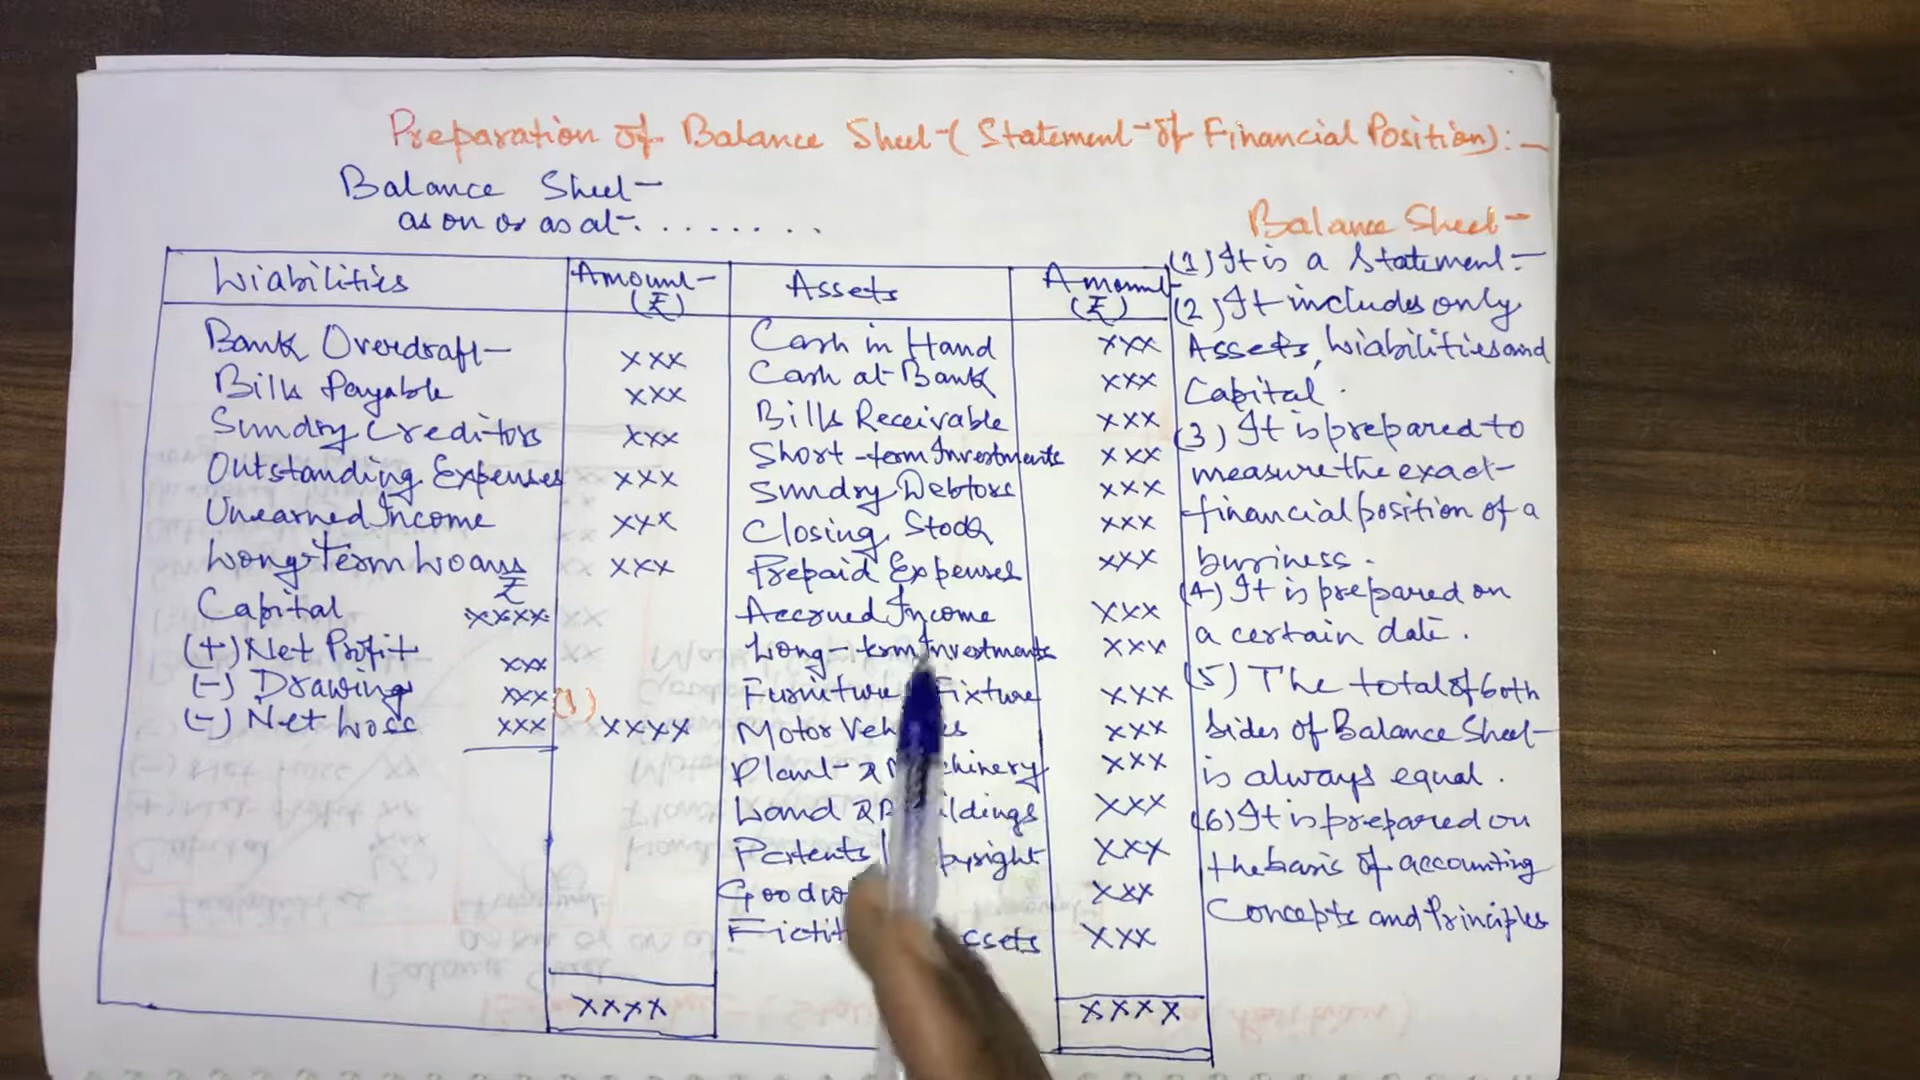 Preparation of Balance Sheet (Statement of Financial Position):
Balance Sheet
as on or as at ........
Liabilities Amount (₹) Assets Amount (₹)
Bank Overdraft xxx Cash in Hand xxx
Bills Payable xxx Cash at Bank xxx
Sundry Creditors xxx Bills Receivable xxx
Outstanding Expenses xxx Short-term Investments xxx
Unearned Income xxx Sundry Debtors xxx
Long-term Loans xxx Closing Stock xxx
₹ Prepaid Expenses xxx
Capital xxxx Accrued Income xxx
(+) Net Profit xxx Long-term Investments xxx
(-) Drawing xxx (1) Furniture Fixture xxx
(-) Net Loss xxx xxxx Motor Veh es xxx
Plant & chinery xxx
Land & ildings xxx
Patents pyright xxx
Goodw xxx
Fictit ssets xxx
xxxx xxxx
Balance Sheet
(1) It is a Statement
(2) It includes only
Assets, Liabilities and
Capital.
(3) It is prepared to
measure the exact
financial position of a
business.
(4) It is prepared on
a certain date.
(5) The total of both
sides of Balance Sheet
is always equal.
(6) It is prepared on
the basis of accounting
Concepts and Principles